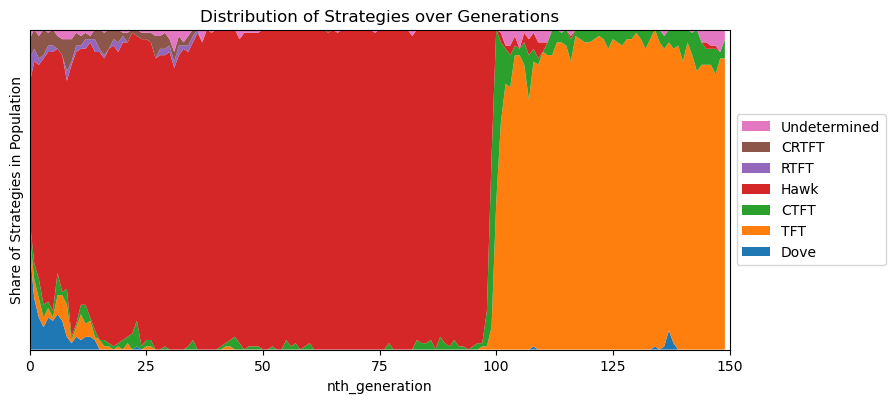 Distribution of Strategies over Generations
Share of Strategies in Population
Undetermined
CRTFT
RTFT
Hawk
CTFT
TFT
Dove
0 25 50 75 100 125 150
nth_generation